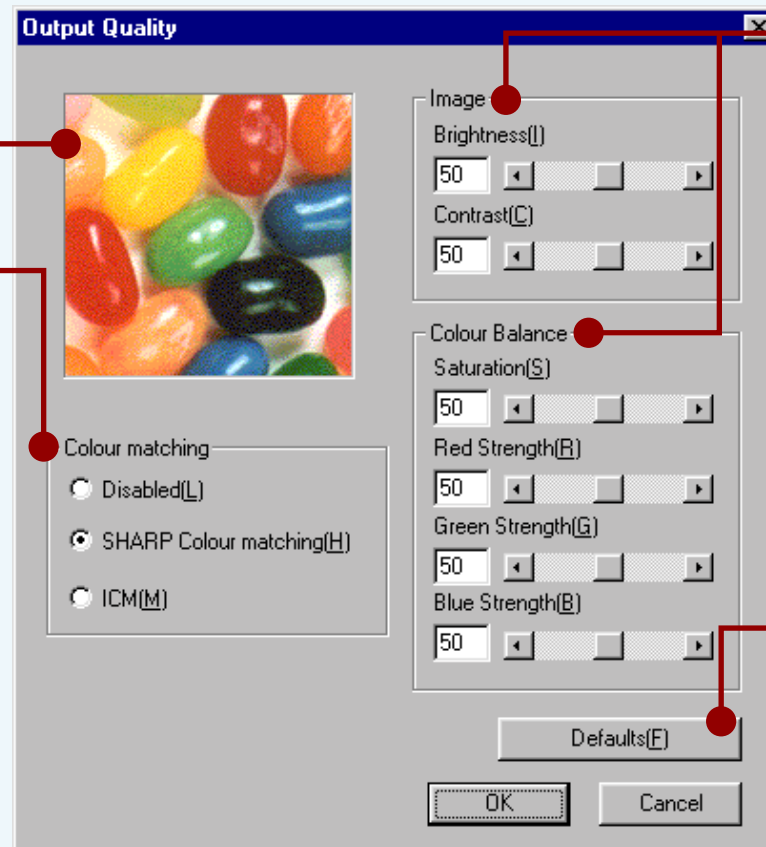 Output Quality
Image
Brightness(I)
50
Contrast(C)
50
Colour Balance
Saturation(S)
50
Red Strength(R)
50
Green Strength(G)
50
Blue Strength(B)
50
Colour matching
Disabled(L)
SHARP Colour matching(H)
ICM(M)
Defaults(F)
OK Cancel